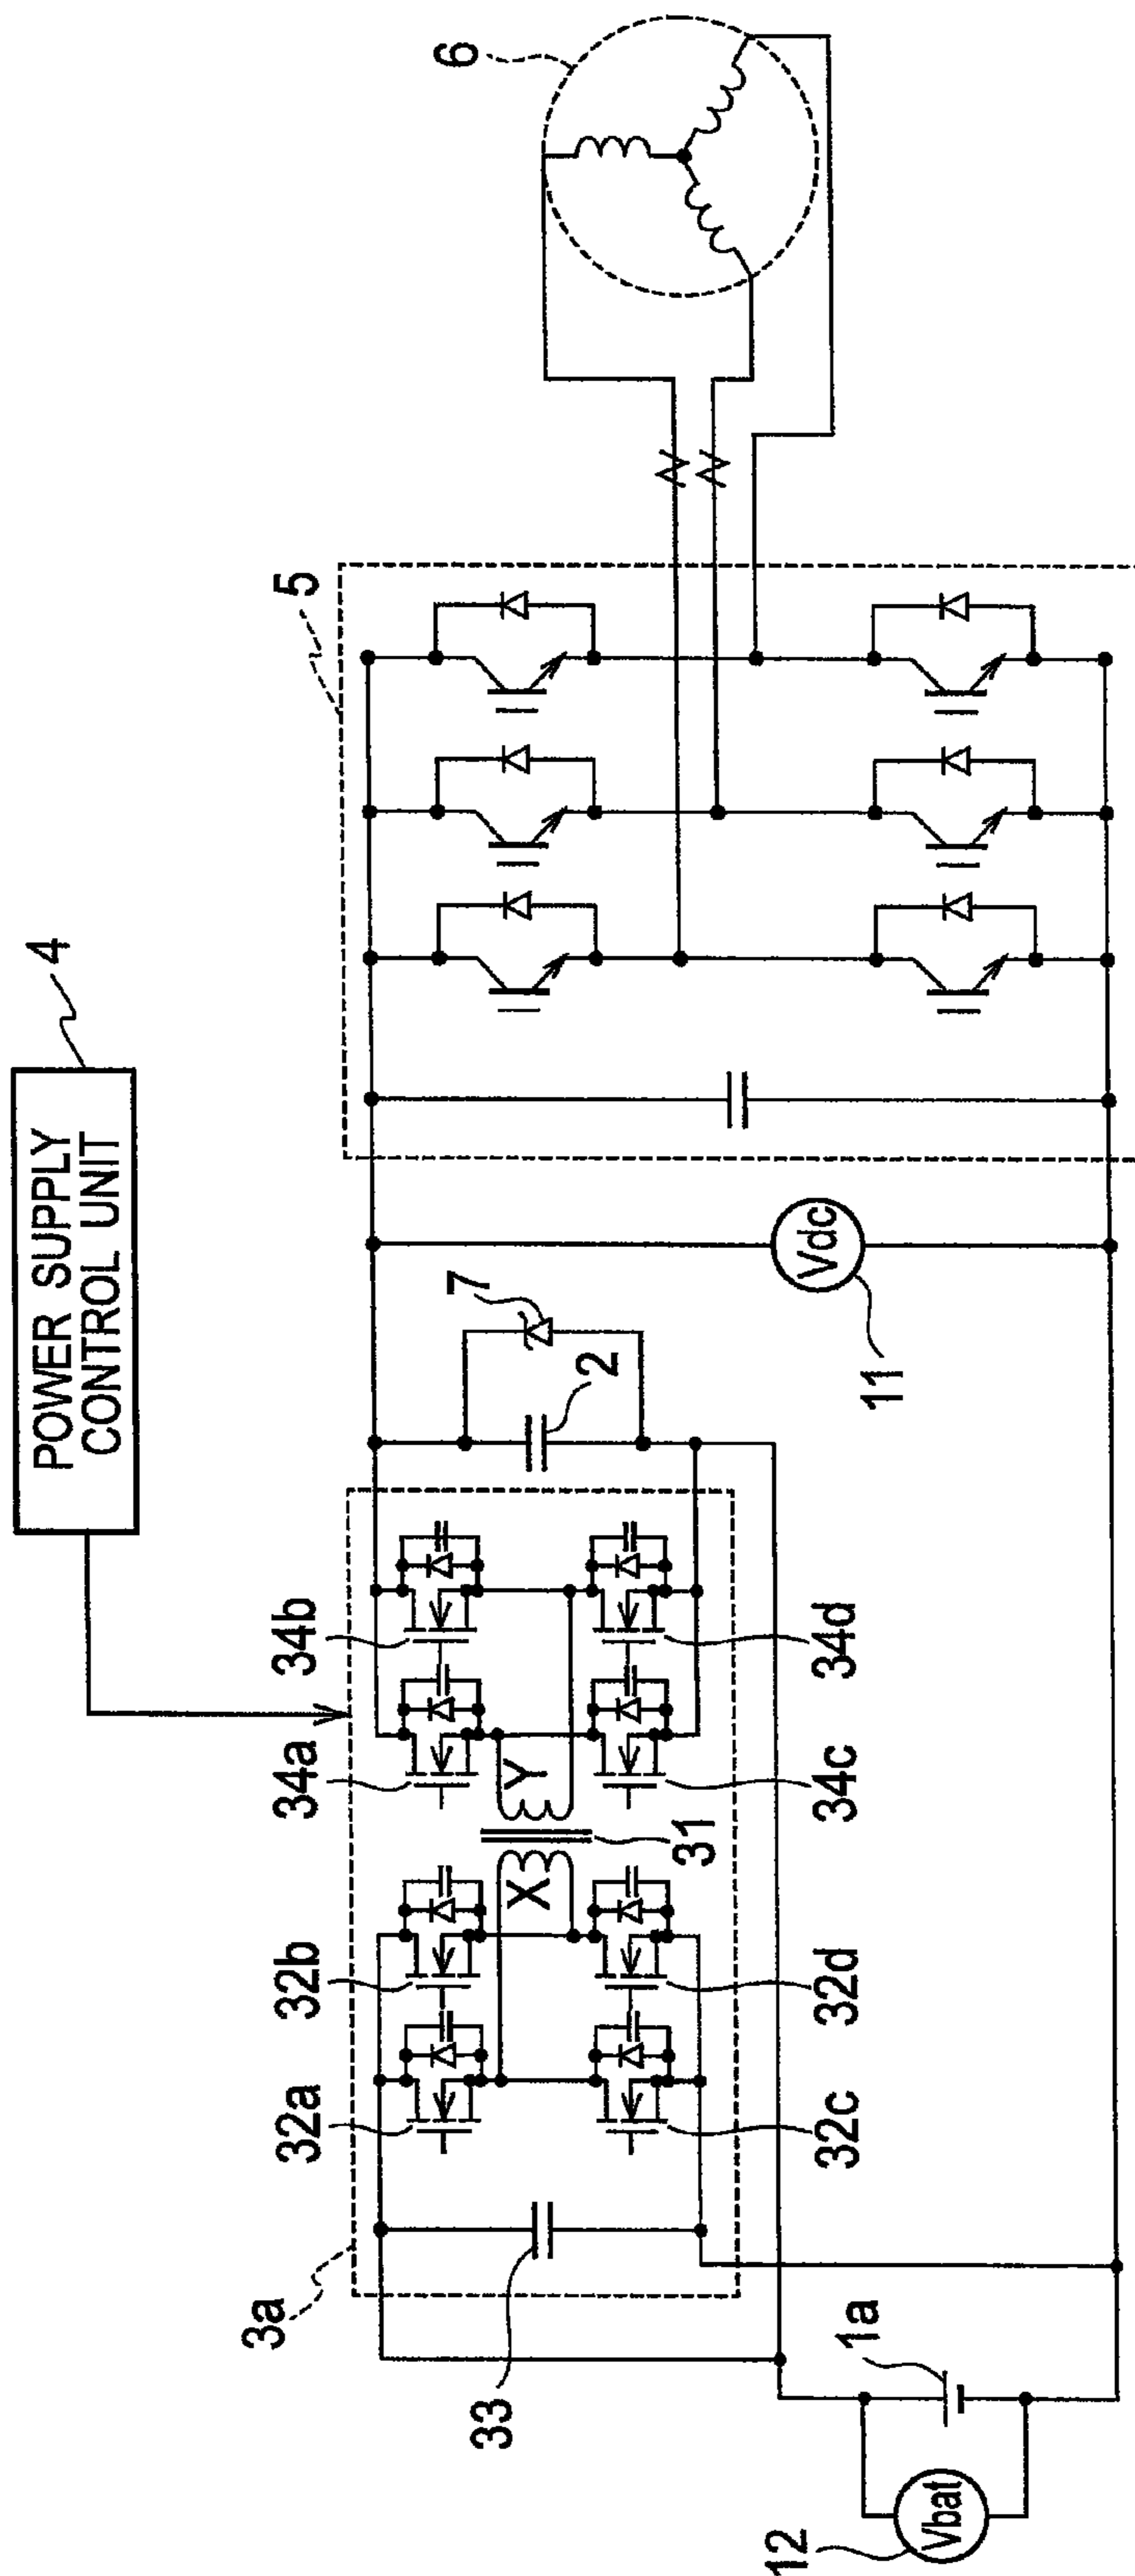 POWER SUPPLY
CONTROL UNIT
4
3a
32a
32b
34a
34b
5
6
33
X
Y
31
7
2
32c
32d
34c
34d
Vdc
11
1a
Vbat
12